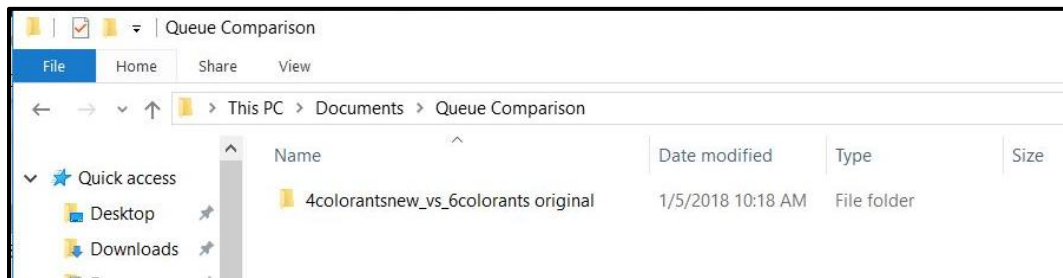 Queue Comparison
File Home Share View
This PC > Documents > Queue Comparison
Name Date modified Type Size
Quick access
4colorantsnew_vs_6colorants original 1/5/2018 10:18 AM File folder
Desktop
Downloads